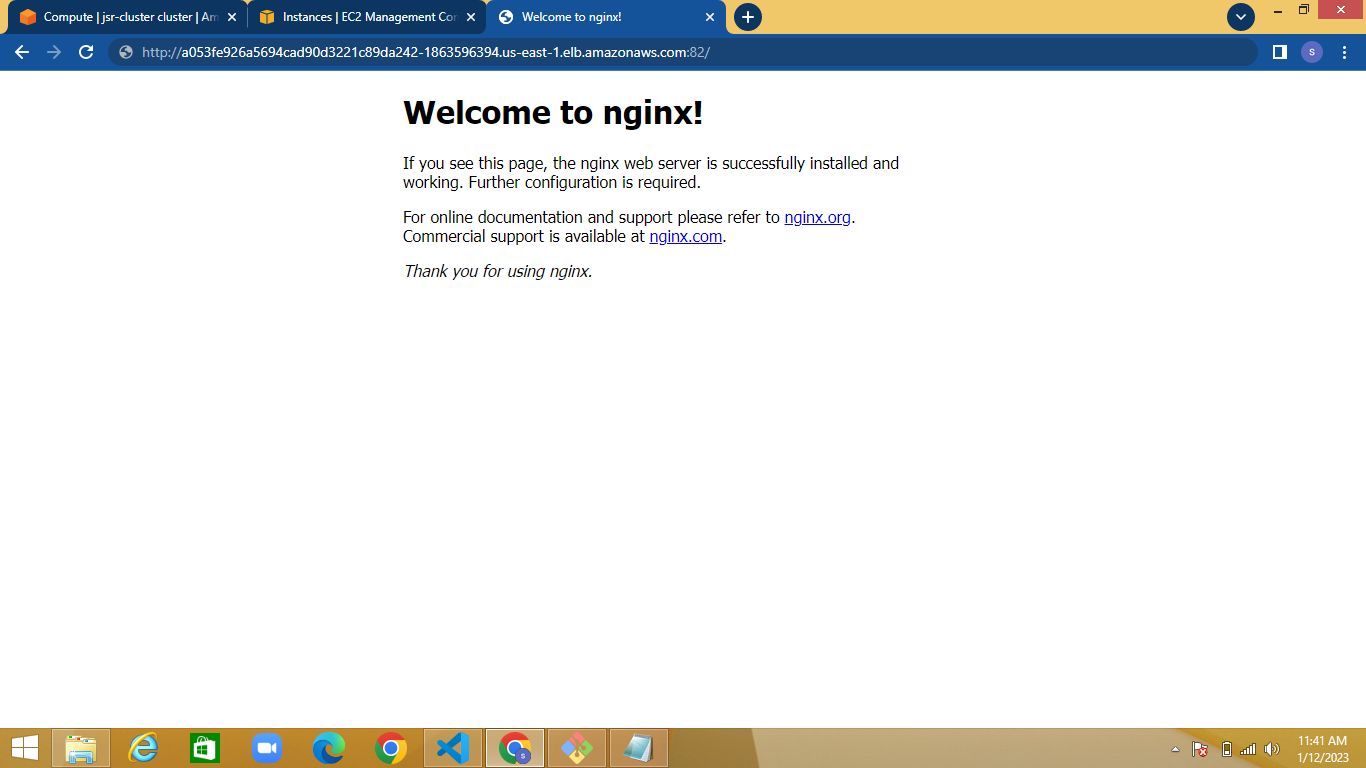 Compute | jsr-cluster cluster | Am
Instances | EC2 Management Con
Welcome to nginx!
http://a053fe926a5694cad90d3221c89da242-1863596394.us-east-1.elb.amazonaws.com:82/
S
Welcome to nginx!
If you see this page, the nginx web server is successfully installed and
working. Further configuration is required.
For online documentation and support please refer to nginx.org.
Commercial support is available at nginx.com.
Thank you for using nginx.
S
11:41 AM
1/12/2023